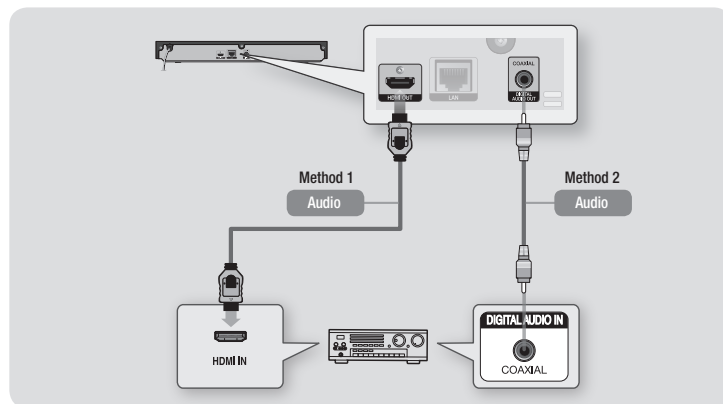 COAXIAL
HDMI OUT
LAN
DIGITAL
AUDIO OUT
Method 1
Audio
Method 2
Audio
HDMI IN
DIGITAL AUDIO IN
COAXIAL